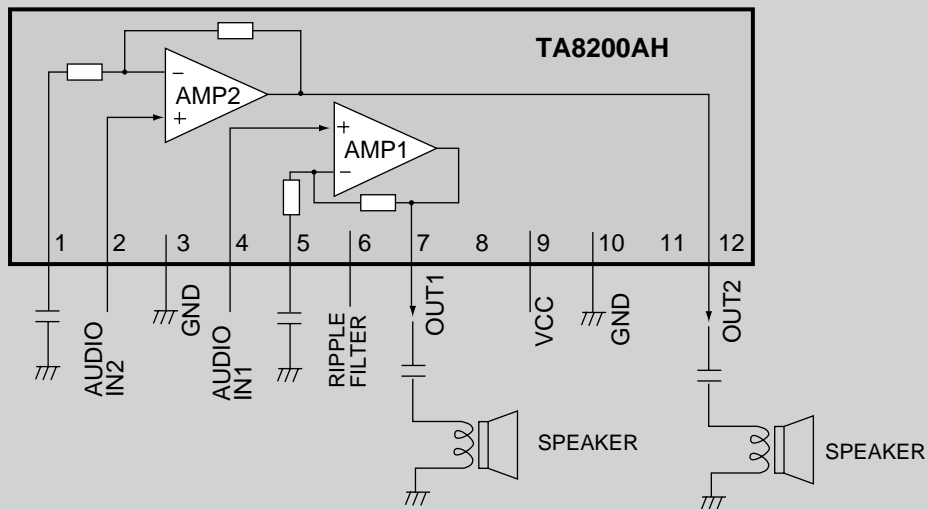 TA8200AH
AMP2
−
+
AMP1
+
−
1 2 3 4 5 6 7 8 9 10 11 12
AUDIO
IN2
GND
AUDIO
IN1
RIPPLE
FILTER
OUT1
VCC
GND
OUT2
SPEAKER
SPEAKER